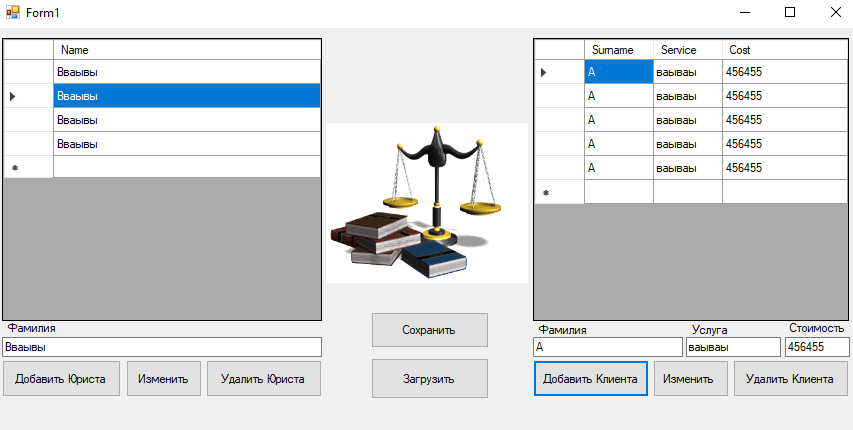 Form1
Name
Вваывы
Вваывы
Вваывы
Вваывы
Surname Service Cost
А ваываы 456455
А ваываы 456455
А ваываы 456455
А ваываы 456455
А ваываы 456455
Фамилия
Вваывы
Добавить Юриста Изменить Удалить Юриста
Сохранить
Загрузить
Фамилия Услуга Стоимость
А ваываы 456455
Добавить Клиента Изменить Удалить Клиента